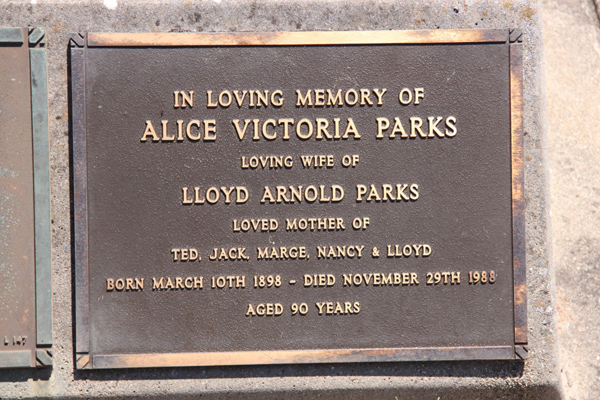 IN LOVING MEMORY OF
ALICE VICTORIA PARKS
LOVING WIFE OF
LLOYD ARNOLD PARKS
LOVED MOTHER OF
TED, JACK, MARGE, NANCY & LLOYD
BORN MARCH 10TH 1898 - DIED NOVEMBER 29TH 1988
AGED 90 YEARS